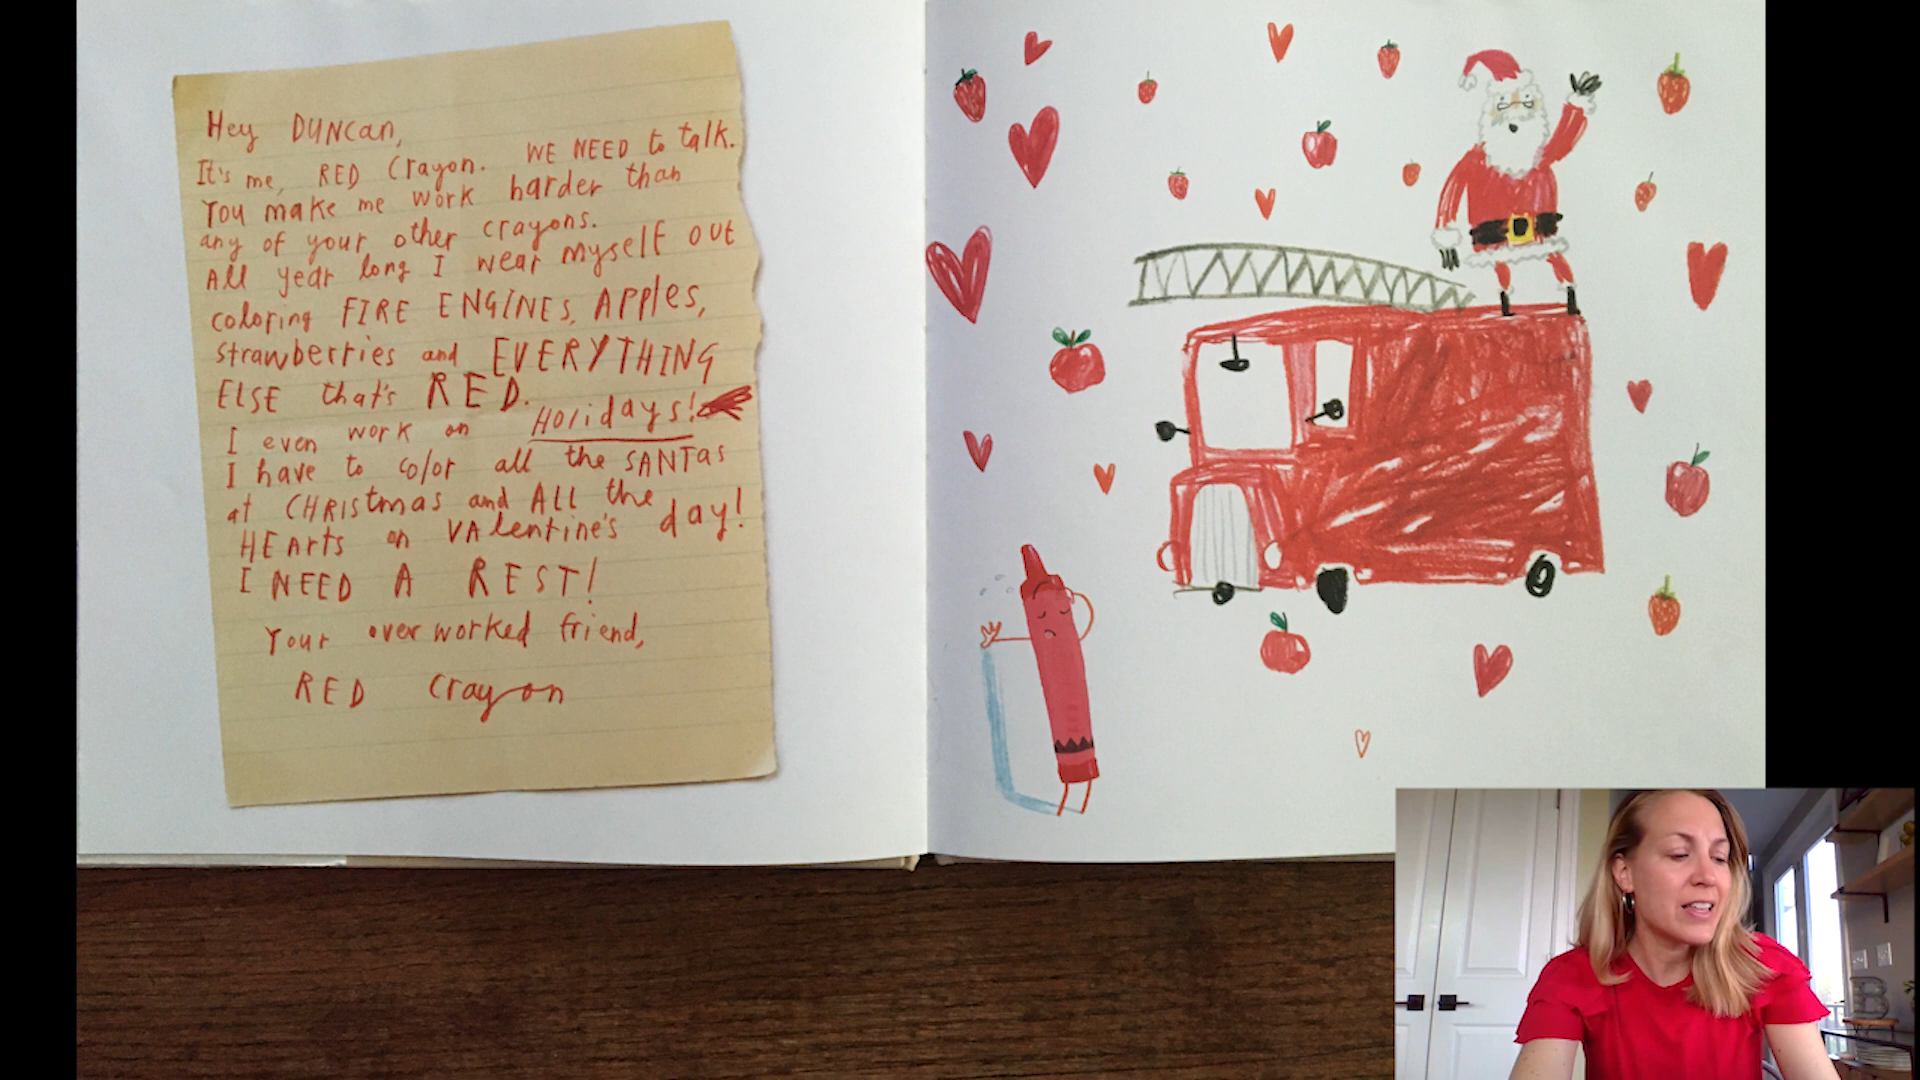 Hey DUNCan,
It's me, RED Crayon. WE NEED to talk.
You make me work harder than
any of your other crayons.
All year long I wear myself out
coloring FIRE ENGINES, APples,
strawberries and EVERYTHING
ELSE that's RED.
I even work on Holidays!
I have to color all the SANTas
at CHRistmas and ALL the
HEArts on VAlentine's day!
I NEED A REST!
Your overworked friend,
RED Crayon
B